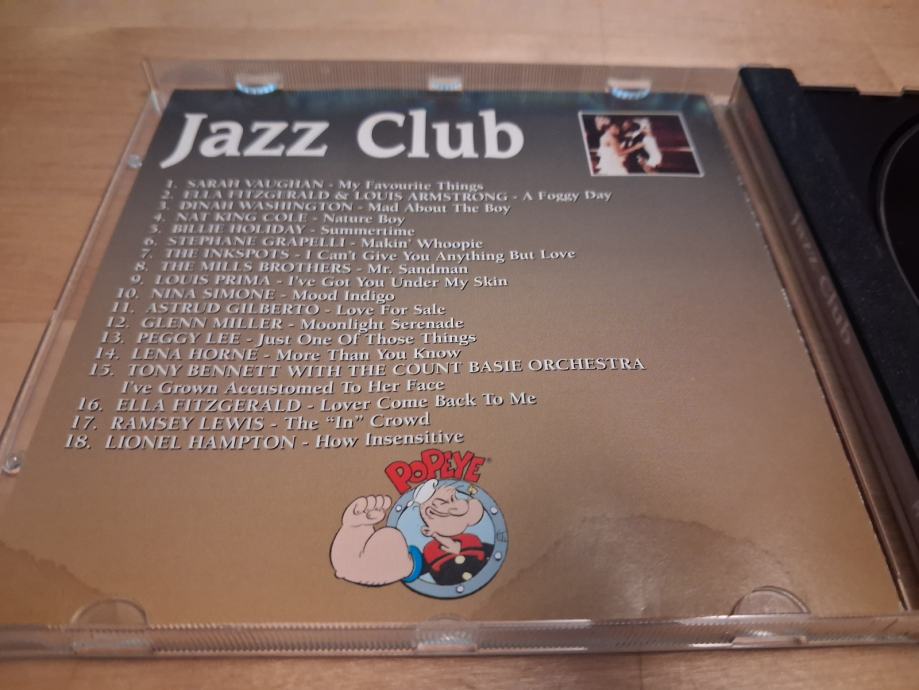 Jazz Club
1. SARAH VAUGHAN - My Favourite Things
2. ELLA FITZGERALD & LOUIS ARMSTRONG - A Foggy Day
3. DINAH WASHINGTON - Mad About The Boy
4. NAT KING COLE - Nature Boy
5. BILLIE HOLIDAY - Summertime
6. STEPHANE GRAPELLI - Makin' Whoopie
7. THE INKSPOTS - I Can't Give You Anything But Love
8. THE MILLS BROTHERS - Mr. Sandman
9. LOUIS PRIMA - I've Got You Under My Skin
10. NINA SIMONE - Mood Indigo
11. ASTRUD GILBERTO - Love For Sale
12. GLENN MILLER - Moonlight Serenade
13. PEGGY LEE - Just One Of Those Things
14. LENA HORNE - More Than You Know
15. TONY BENNETT WITH THE COUNT BASIE ORCHESTRA
I've Grown Accustomed To Her Face
16. ELLA FITZGERALD - Lover Come Back To Me
17. RAMSEY LEWIS - The "In" Crowd
18. LIONEL HAMPTON - How Insensitive
POPEYE®
Jazz Club